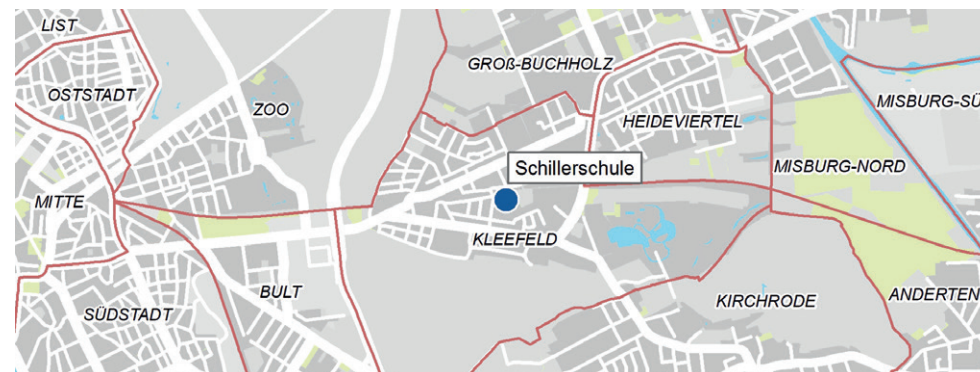 LIST
GROß-BUCHHOLZ
OSTSTADT
ZOO
MISBURG-SÜ
HEIDEVIERTEL
Schillerschule
MISBURG-NORD
MITTE
KLEEFELD
BULT
KIRCHRODE
ANDERTEN
SÜDSTADT